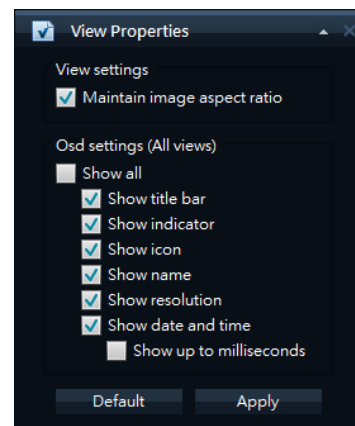 View Properties
View settings
Maintain image aspect ratio
Osd settings (All views)
Show all
Show title bar
Show indicator
Show icon
Show name
Show resolution
Show date and time
Show up to milliseconds
Default
Apply